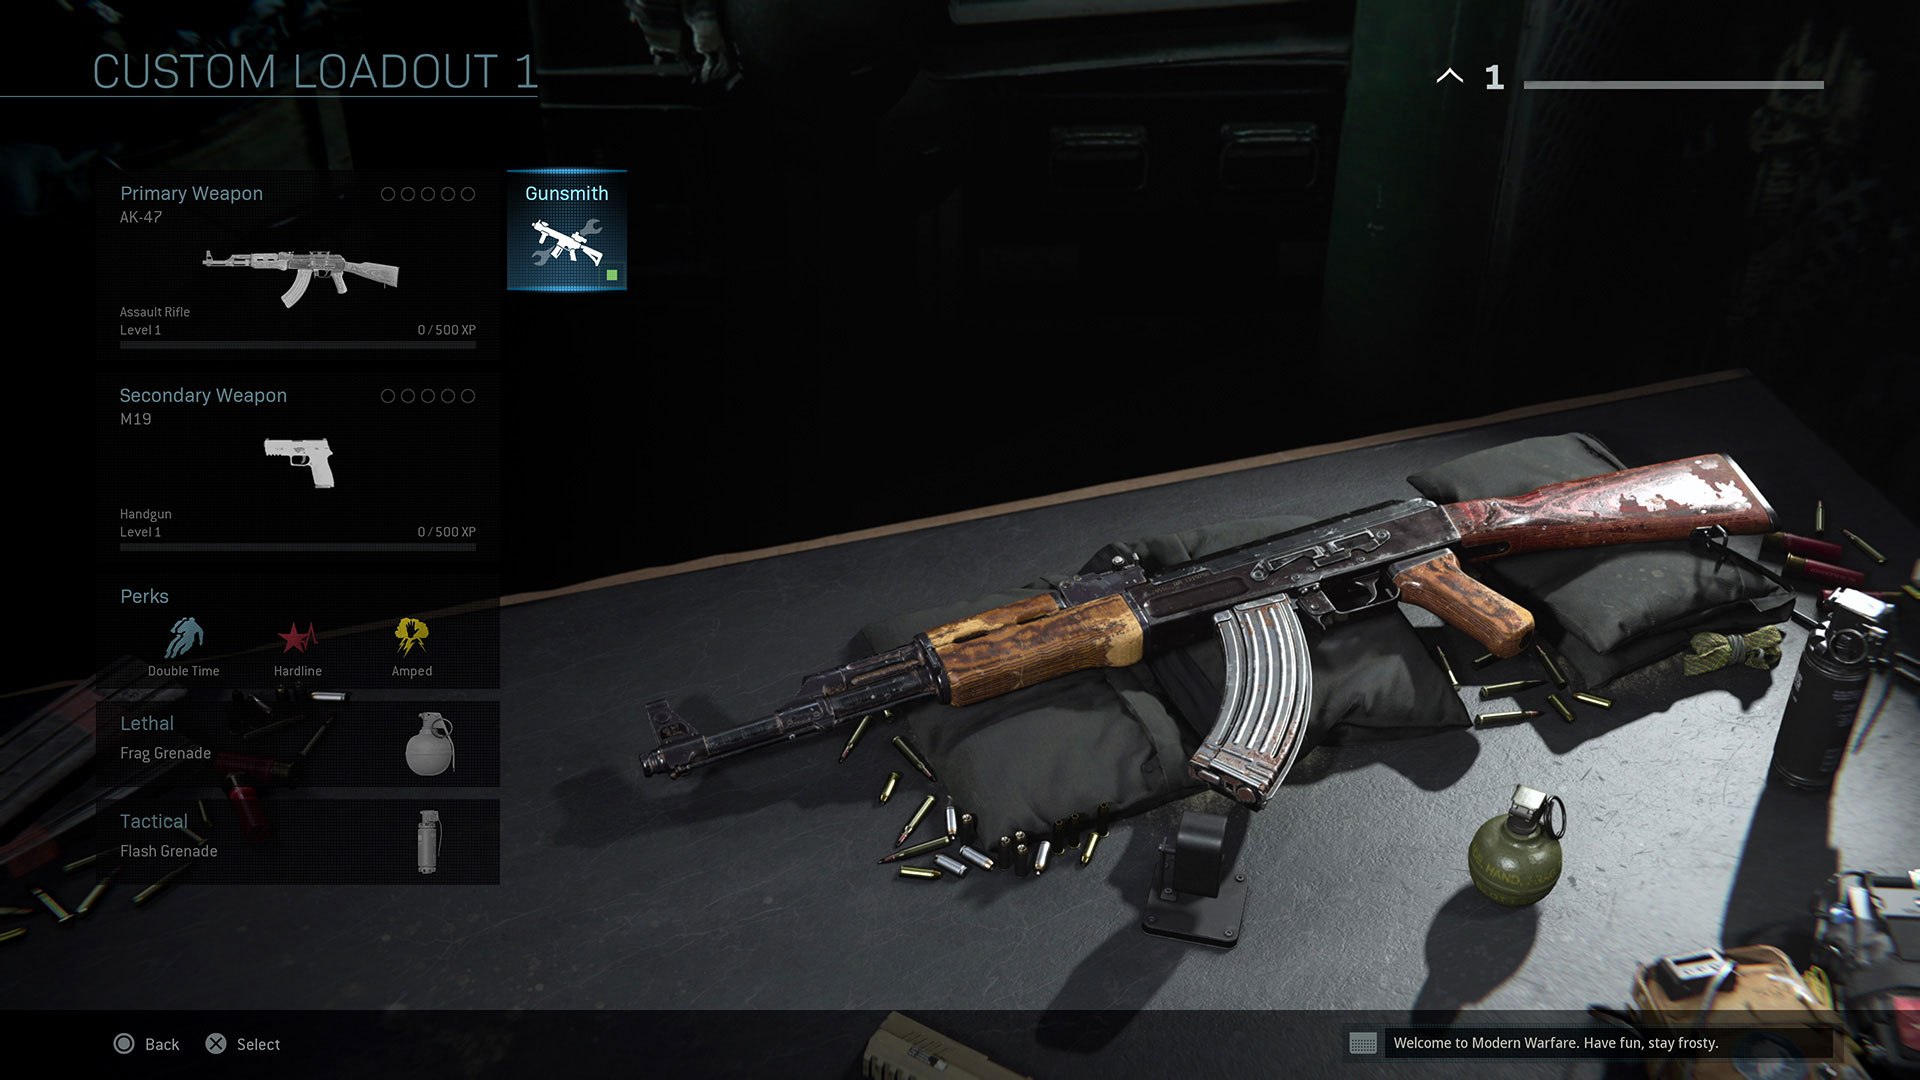 CUSTOM LOADOUT 1
1
Primary Weapon
AK-47
Assault Rifle
Level 1
0 / 500 XP
Gunsmith
Secondary Weapon
M19
Handgun
Level 1
0 / 500 XP
Perks
Double Time
Hardline
Amped
Lethal
Frag Grenade
Tactical
Flash Grenade
HAND, FRAG
Back
Select
Welcome to Modern Warfare. Have fun, stay frosty.